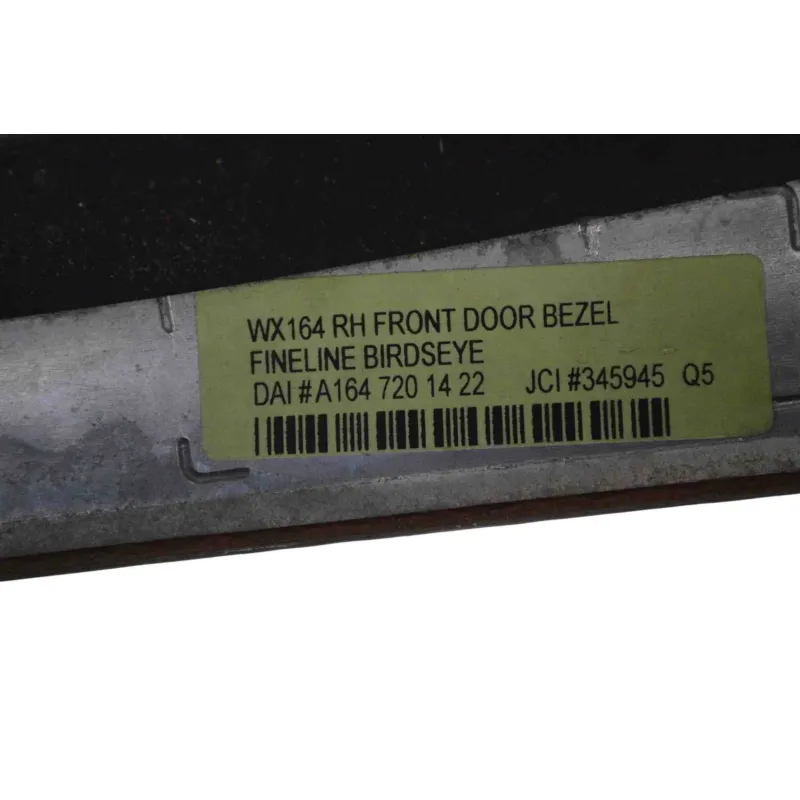 WX164 RH FRONT DOOR BEZEL
FINELINE BIRDSEYE
DAI #A164 720 14 22 JCI #345945 Q5